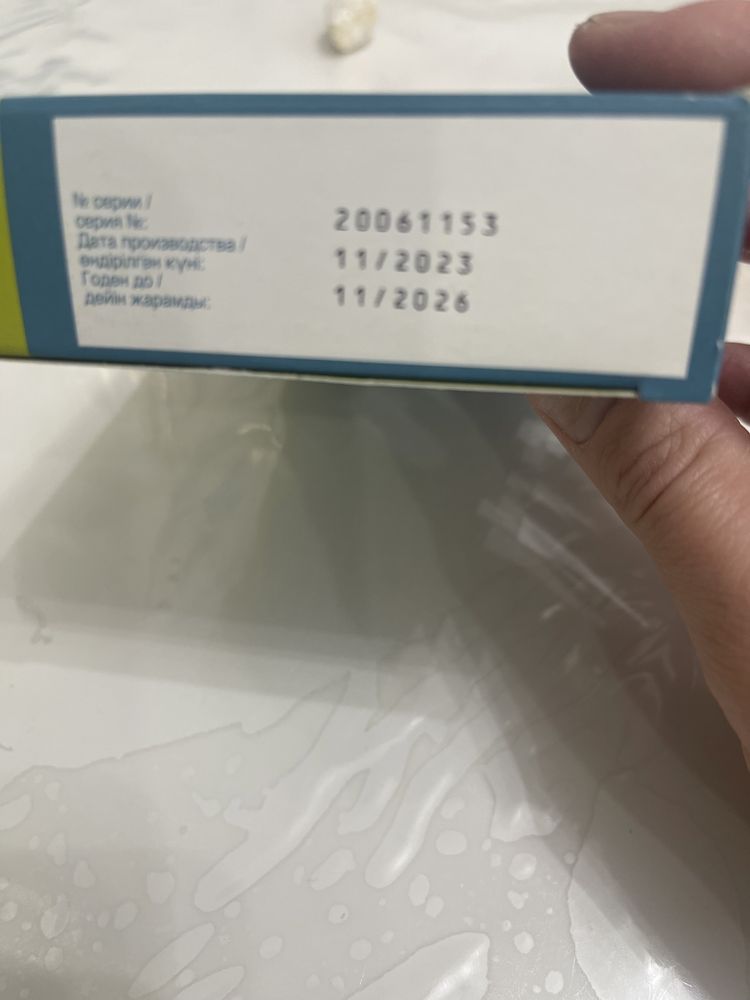 № серии /
серия №:
20061153
Дата производства /
өндірілген күні:
11/2023
Годен до /
дейін жарамды:
11/2026